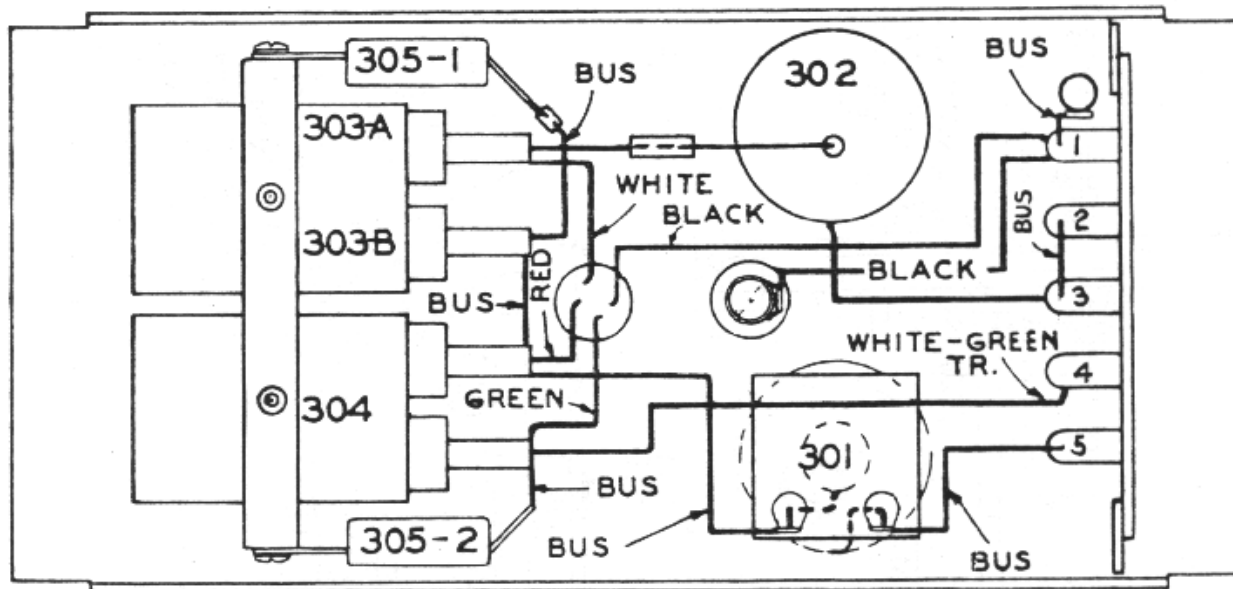 305-1
BUS
302
BUS
303-A
1
WHITE
BLACK
2
BUS
303-B
BLACK
RED
BUS
3
WHITE-GREEN
TR.
4
GREEN
304
301
5
BUS
BUS
BUS
305-2